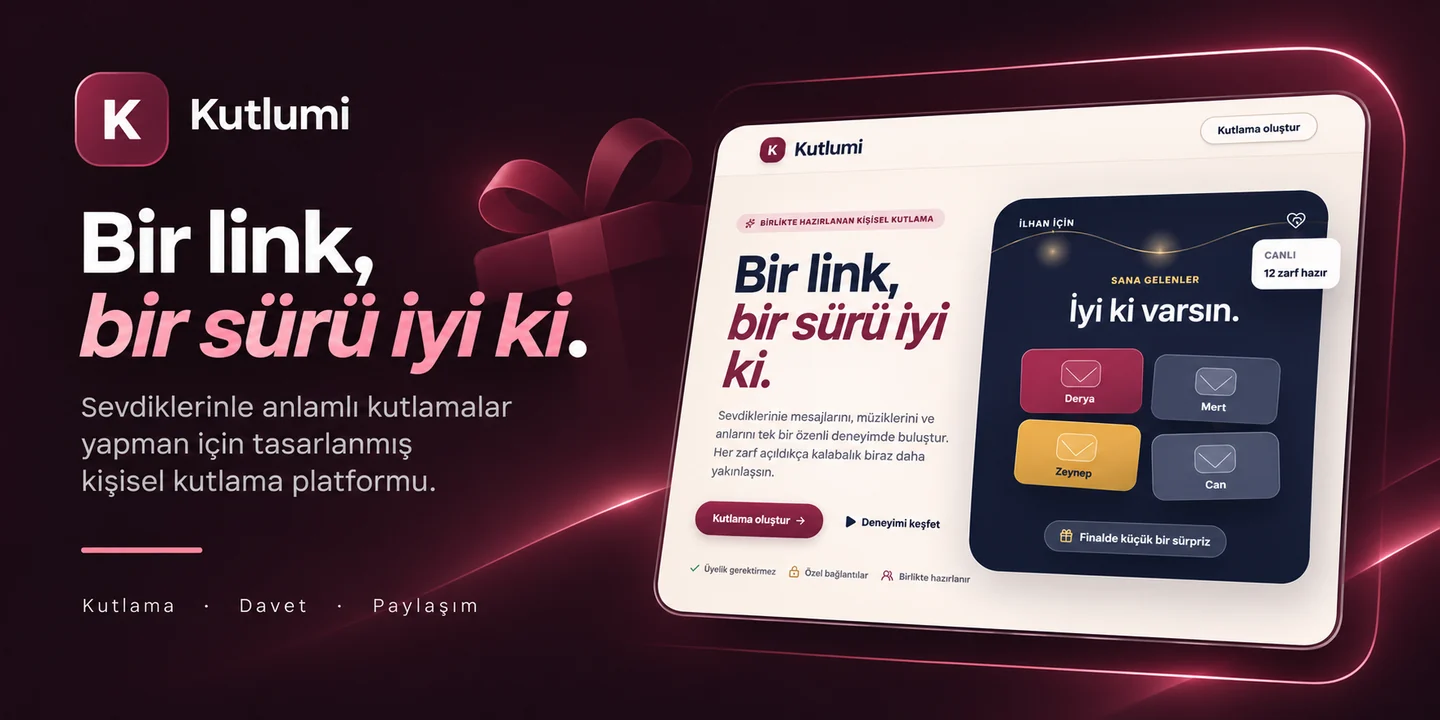 K Kutlumi
Bir link,
bir sürü iyi ki.
Sevdiklerinle anlamlı kutlamalar
yapman için tasarlanmış
kişisel kutlama platformu.
Kutlama · Davet · Paylaşım
K Kutlumi
Kutlama oluştur
BİRLİKTE HAZIRLANAN KİŞİSEL KUTLAMA
Bir link,
bir sürü iyi
ki.
Sevdiklerinie mesajlarını, müziklerini ve
anlarını tek bir özenli deneyimde buluştur.
Her zarf açıldıkça kalabalık biraz daha
yakınlaşsın.
Kutlama oluştur →
Deneyimi keşfet
Üyelik gerektirmez
Özel bağlantılar
Birlikte hazırlanır
İLHAN İÇİN
CANLI
12 zarf hazır
SANA GELENLER
İyi ki varsın.
Derya
Mert
Zeynep
Can
Finalde küçük bir sürpriz